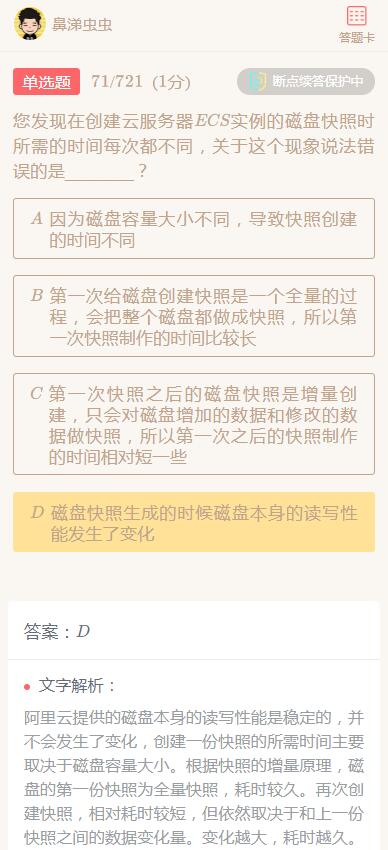 鼻涕虫虫
答题卡
单选题 71/721 (1分) 断点续答保护中
您发现在创建云服务器ECS实例的磁盘快照时
所需的时间每次都不同，关于这个现象说法错
误的是________？
A 因为磁盘容量大小不同，导致快照创建
的时间不同
B 第一次给磁盘创建快照是一个全量的过
程，会把整个磁盘都做成快照，所以第
一次快照制作的时间比较长
C 第一次快照之后的磁盘快照是增量创
建，只会对磁盘增加的数据和修改的数
据做快照，所以第一次之后的快照制作
的时间相对短一些
D 磁盘快照生成的时候磁盘本身的读写性
能发生了变化
答案：D
文字解析：
阿里云提供的磁盘本身的读写性能是稳定的，并
不会发生了变化，创建一份快照的所需时间主要
取决于磁盘容量大小。根据快照的增量原理，磁
盘的第一份快照为全量快照，耗时较久。再次创
建快照，相对耗时较短，但依然取决于和上一份
快照之间的数据变化量。变化越大，耗时越久。